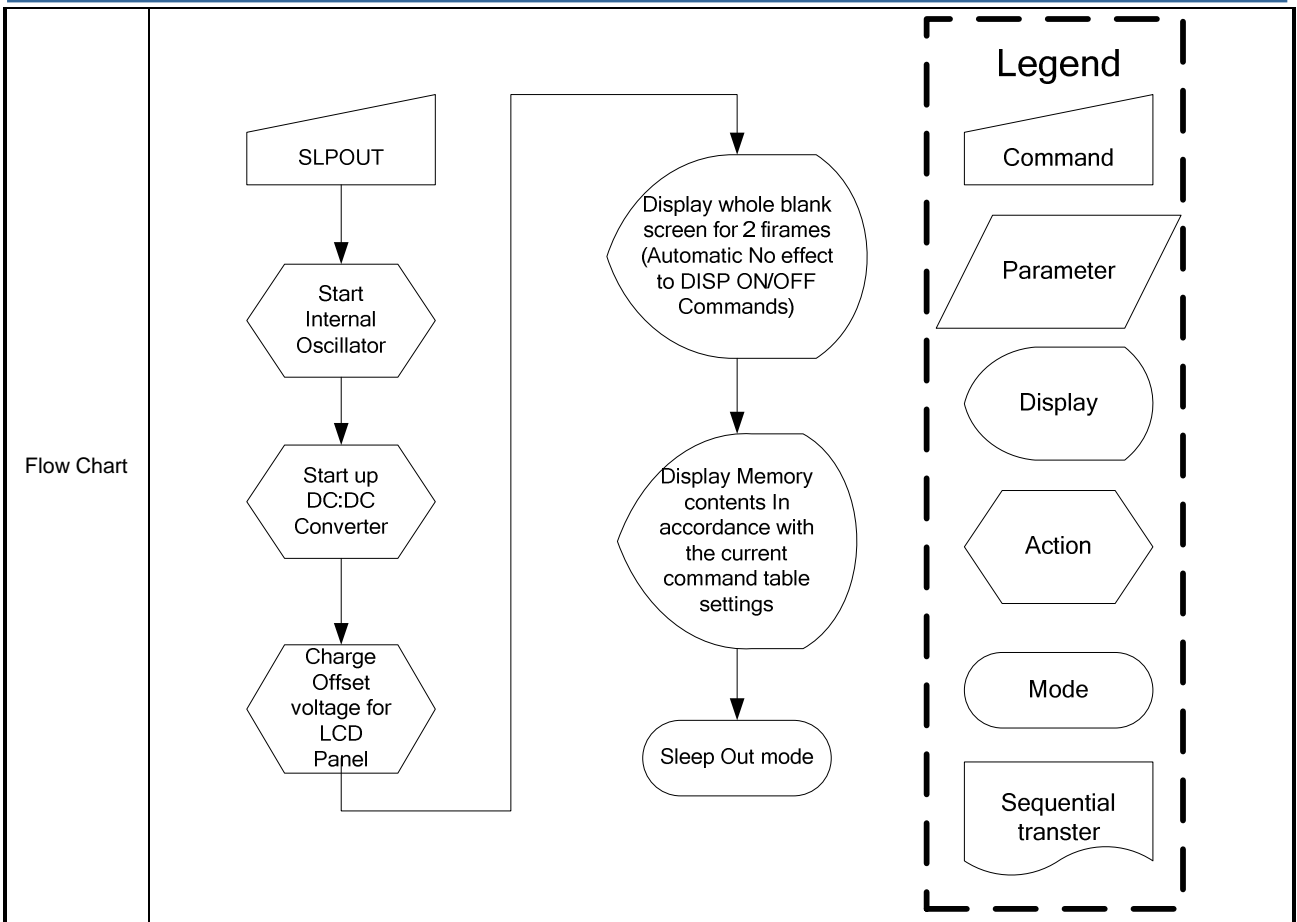 Flow Chart
SLPOUT
Start
Internal
Oscillator
Start up
DC:DC
Converter
Charge
Offset
voltage for
LCD
Panel
Display whole blank
screen for 2 firames
(Automatic No effect
to DISP ON/OFF
Commands)
Display Memory
contents In
accordance with
the current
command table
settings
Sleep Out mode
Legend
Command
Parameter
Display
Action
Mode
Sequential
transter